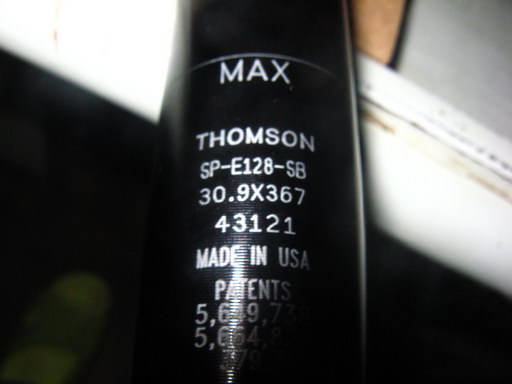 MAX
THOMSON
SP-E128-SB
30.9X367
43121
MADE IN USA
PATENTS